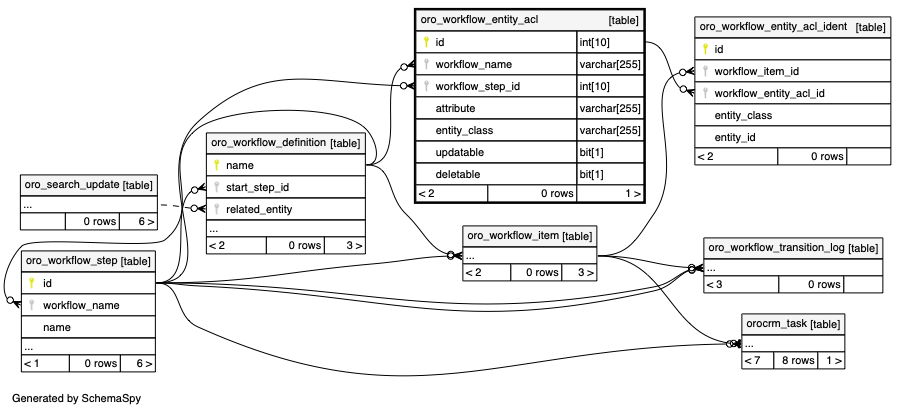 oro_workflow_entity_acl [table]
id int[10]
workflow_name varchar[255]
workflow_step_id int[10]
attribute varchar[255]
entity_class varchar[255]
updatable bit[1]
deletable bit[1]
< 2 0 rows 1 >
oro_workflow_entity_acl_ident [table]
id
workflow_item_id
workflow_entity_acl_id
entity_class
entity_id
< 2 0 rows
oro_workflow_definition [table]
name
start_step_id
related_entity
...
< 2 0 rows 3 >
oro_search_update [table]
...
0 rows 6 >
oro_workflow_item [table]
...
< 2 0 rows 3 >
oro_workflow_transition_log [table]
...
< 3 0 rows
oro_workflow_step [table]
id
workflow_name
name
...
< 1 0 rows 6 >
orocrm_task [table]
...
< 7 8 rows 1 >
Generated by SchemaSpy